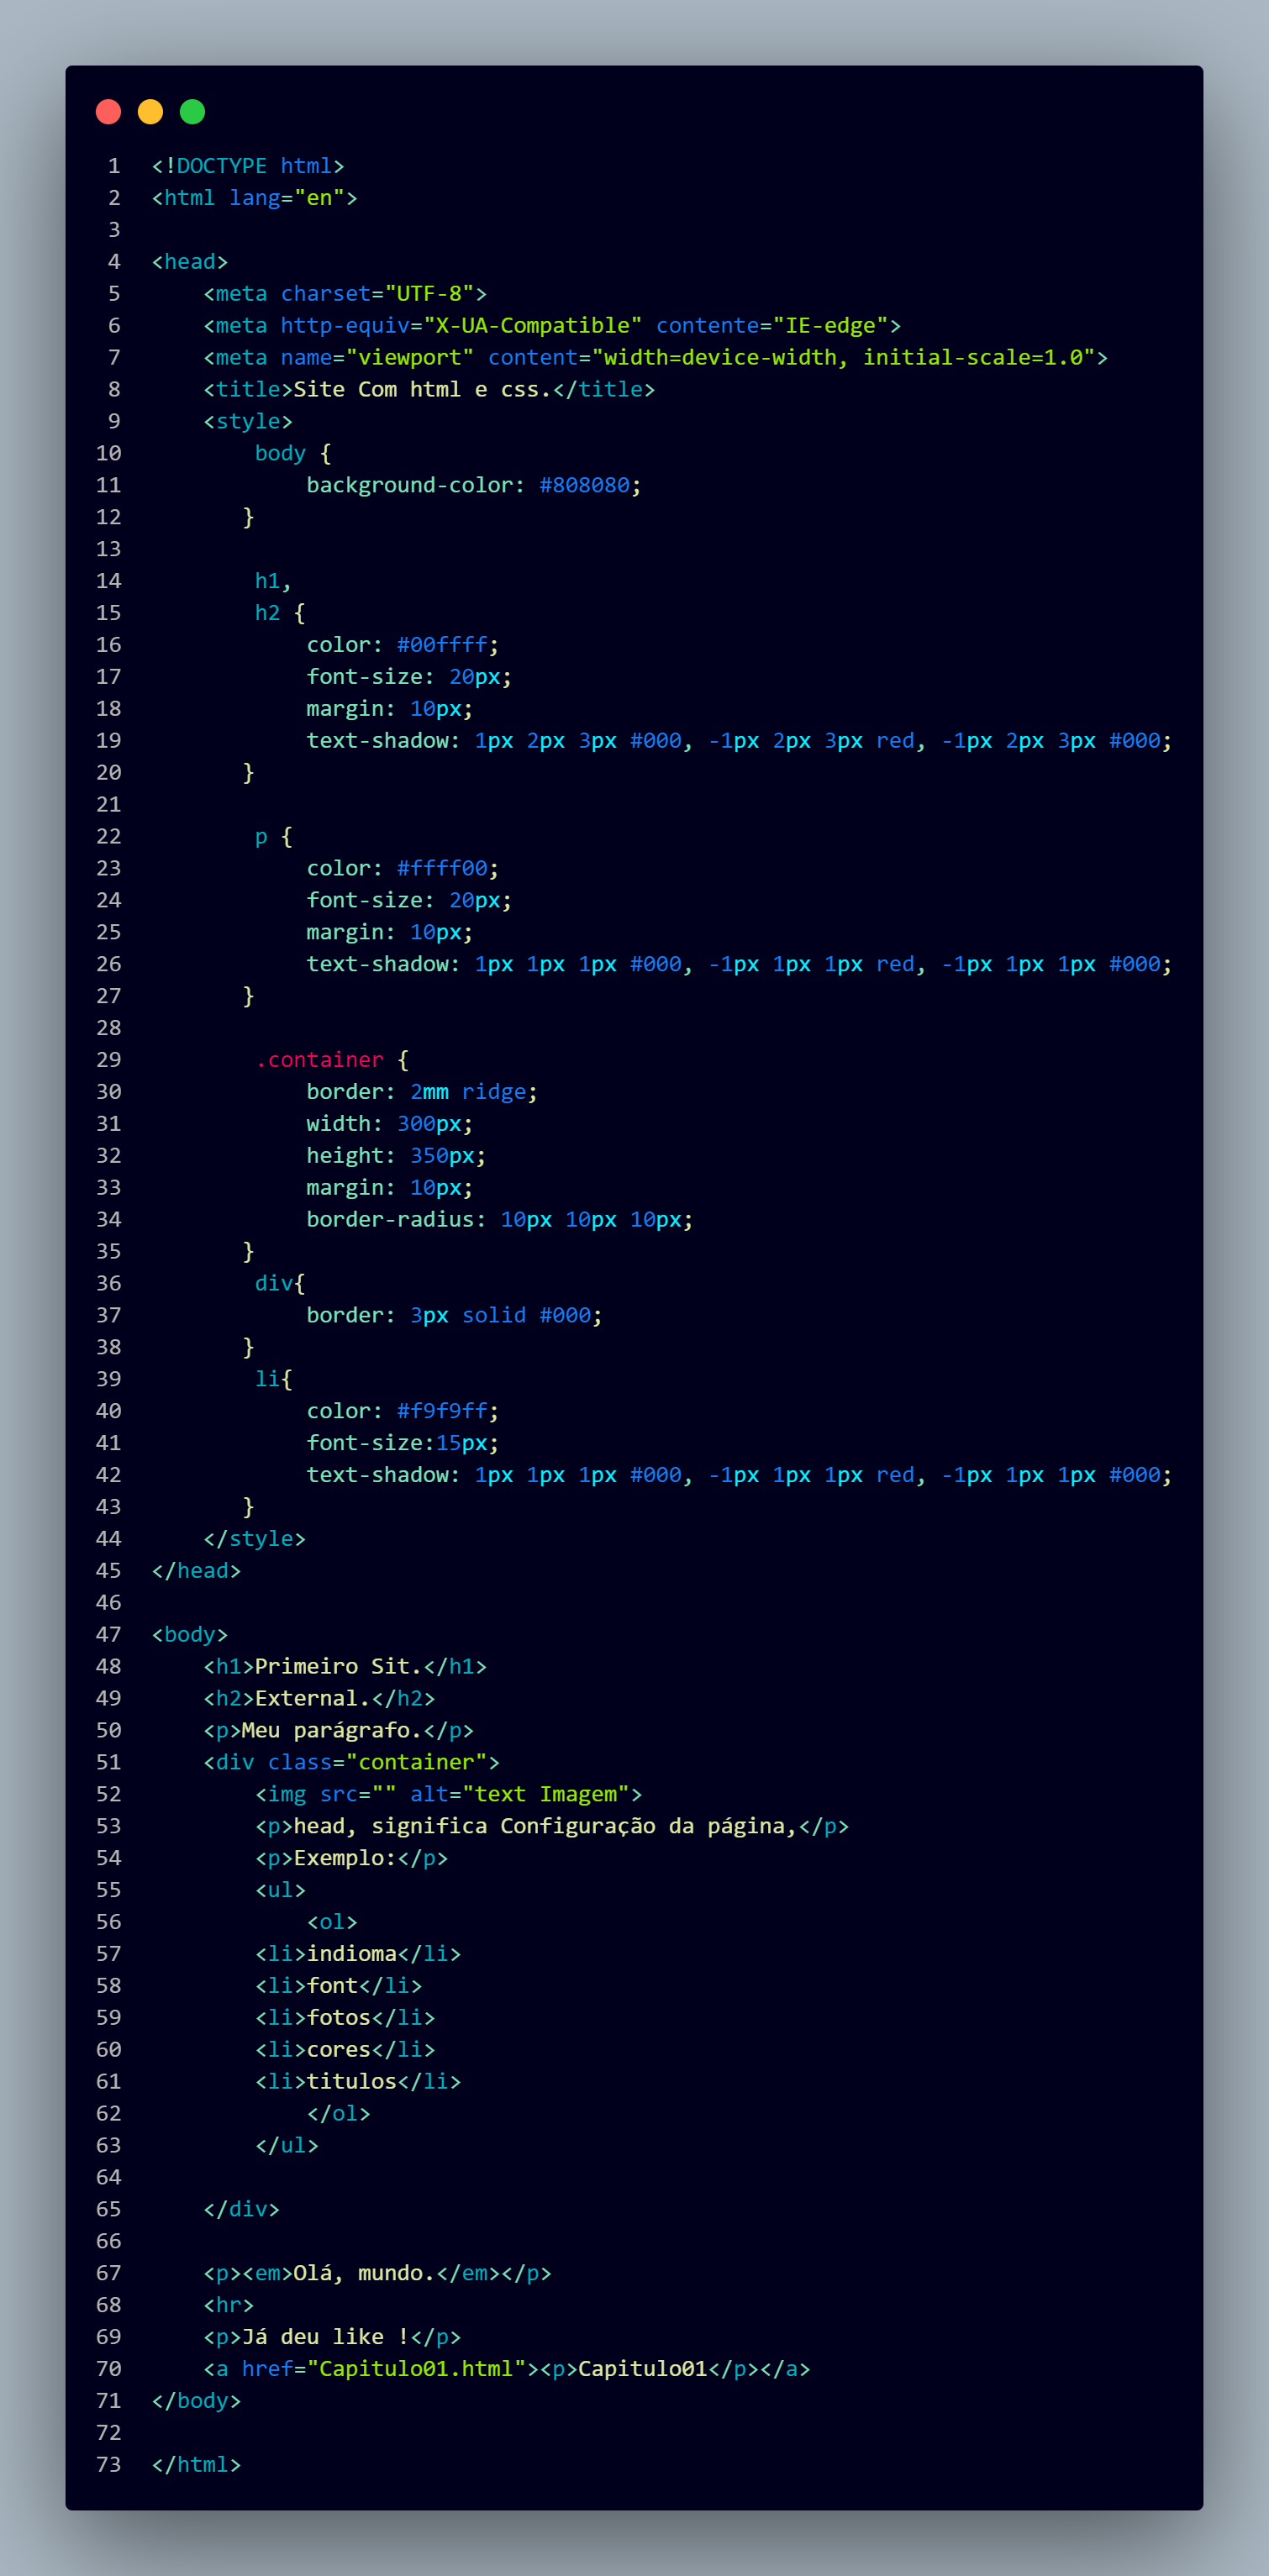 1 <!DOCTYPE html>
2 <html lang="en">
3
4 <head>
5     <meta charset="UTF-8">
6     <meta http-equiv="X-UA-Compatible" contente="IE-edge">
7     <meta name="viewport" content="width=device-width, initial-scale=1.0">
8     <title>Site Com html e css.</title>
9     <style>
10         body {
11             background-color: #808080;
12        }
13
14         h1,
15         h2 {
16             color: #00ffff;
17             font-size: 20px;
18             margin: 10px;
19             text-shadow: 1px 2px 3px #000, -1px 2px 3px red, -1px 2px 3px #000;
20        }
21
22         p {
23             color: #ffff00;
24             font-size: 20px;
25             margin: 10px;
26             text-shadow: 1px 1px 1px #000, -1px 1px 1px red, -1px 1px 1px #000;
27        }
28
29         .container {
30             border: 2mm ridge;
31             width: 300px;
32             height: 350px;
33             margin: 10px;
34             border-radius: 10px 10px 10px;
35        }
36         div{
37             border: 3px solid #000;
38        }
39         li{
40             color: #f9f9ff;
41             font-size:15px;
42             text-shadow: 1px 1px 1px #000, -1px 1px 1px red, -1px 1px 1px #000;
43        }
44     </style>
45 </head>
46
47 <body>
48     <h1>Primeiro Sit.</h1>
49     <h2>External.</h2>
50     <p>Meu parágrafo.</p>
51     <div class="container">
52         <img src="" alt="text Imagem">
53         <p>head, significa Configuração da página,</p>
54         <p>Exemplo:</p>
55         <ul>
56             <ol>
57         <li>indioma</li>
58         <li>font</li>
59         <li>fotos</li>
60         <li>cores</li>
61         <li>titulos</li>
62             </ol>
63         </ul>
64
65     </div>
66
67     <p><em>Olá, mundo.</em></p>
68     <hr>
69     <p>Já deu like !</p>
70     <a href="Capitulo01.html"><p>Capitulo01</p></a>
71 </body>
72
73 </html>